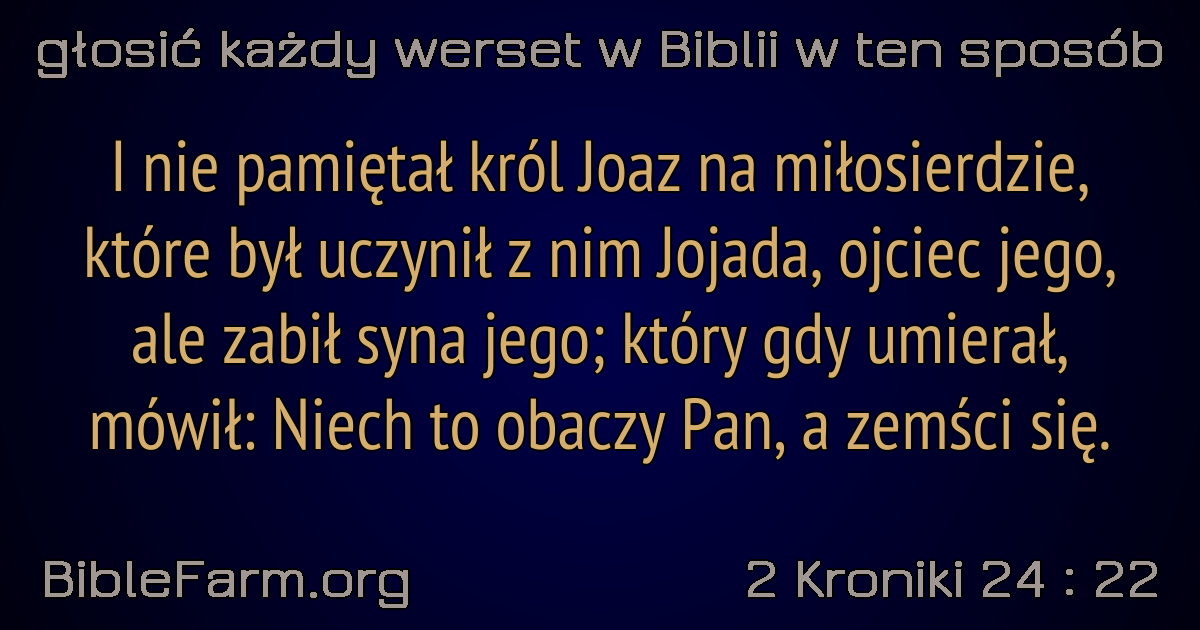 głosić każdy werset w Biblii w ten sposób
I nie pamiętał król Joaz na miłosierdzie,
które był uczynił z nim Jojada, ojciec jego,
ale zabił syna jego; który gdy umierał,
mówił: Niech to obaczy Pan, a zemści się.
BibleFarm.org
2 Kroniki 24 : 22